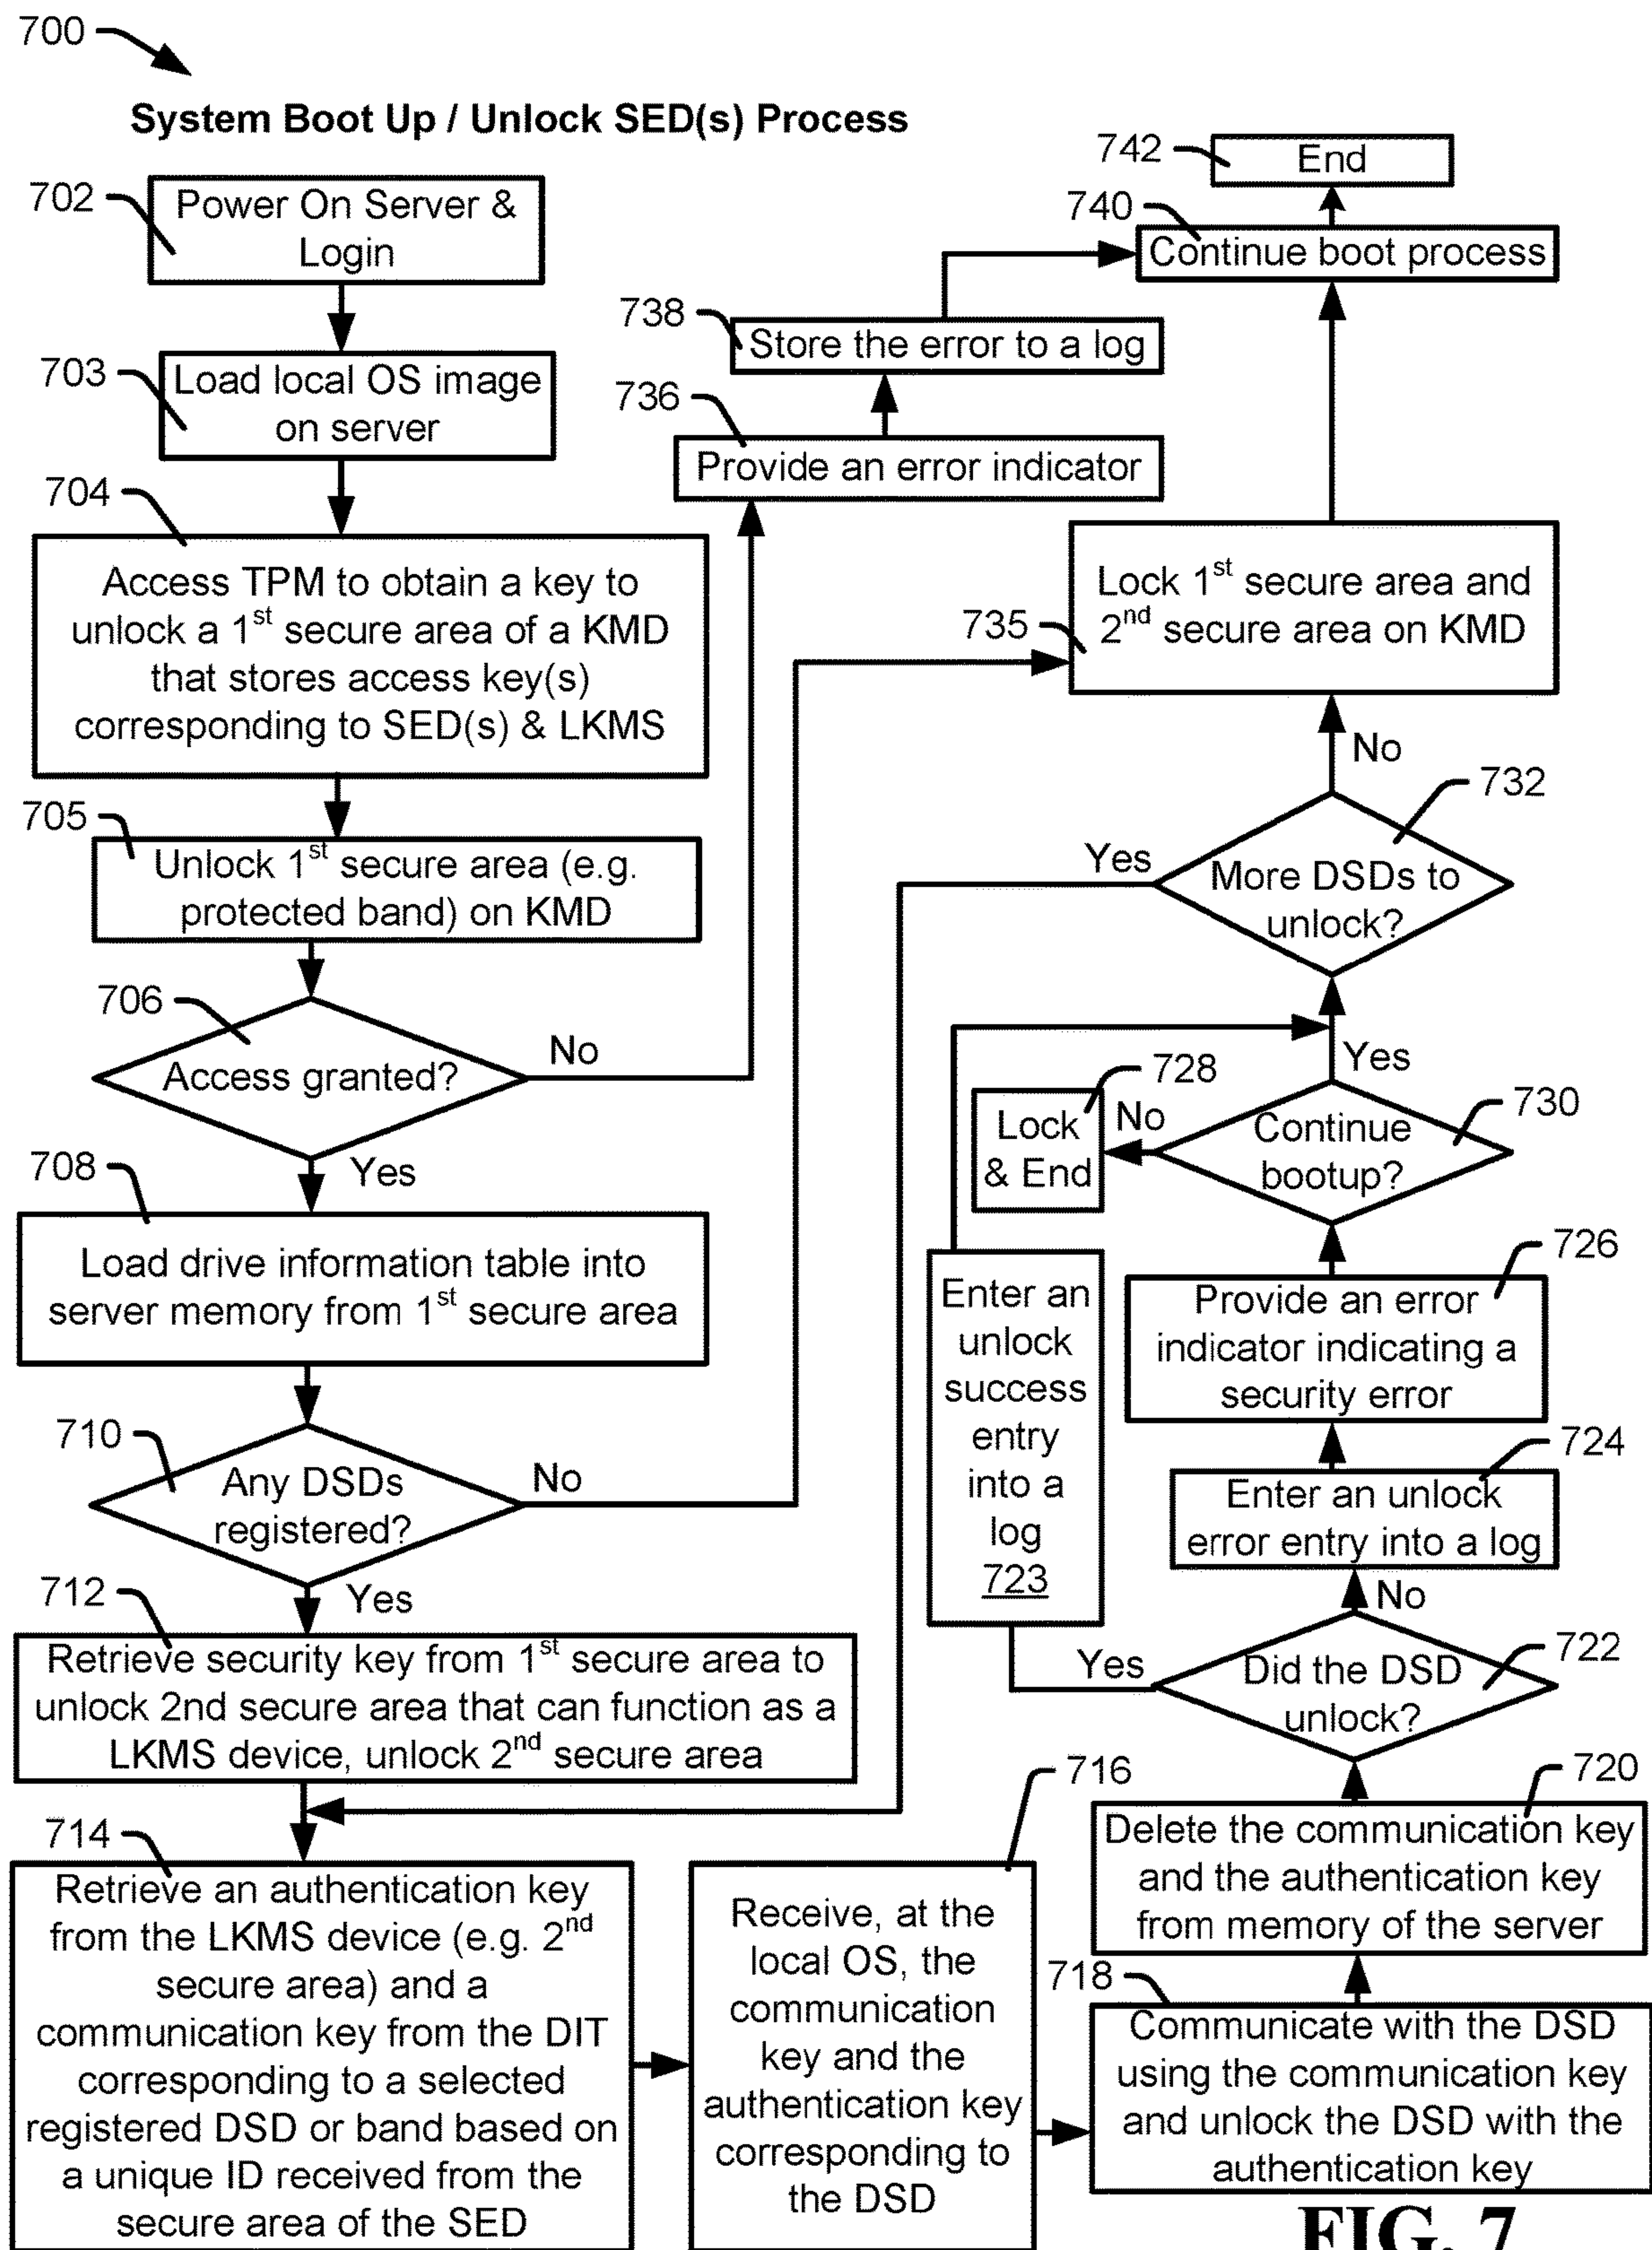 700
System Boot Up / Unlock SED(s) Process
702
Power On Server &
Login
703
Load local OS image
on server
704
Access TPM to obtain a key to
unlock a 1st secure area of a KMD
that stores access key(s)
corresponding to SED(s) & LKMS
705
Unlock 1st secure area (e.g.
protected band) on KMD
706
Access granted?
No
Yes
708
Load drive information table into
server memory from 1st secure area
710
Any DSDs
registered?
No
Yes
712
Retrieve security key from 1st secure area to
unlock 2nd secure area that can function as a
LKMS device, unlock 2nd secure area
714
Retrieve an authentication key
from the LKMS device (e.g. 2nd
secure area) and a
communication key from the DIT
corresponding to a selected
registered DSD or band based on
a unique ID received from the
secure area of the SED
716
Receive, at the
local OS, the
communication
key and the
authentication key
corresponding to
the DSD
718
Communicate with the DSD
using the communication key
and unlock the DSD with the
authentication key
720
Delete the communication key
and the authentication key
from memory of the server
722
Did the DSD
unlock?
Yes
No
Enter an
unlock
success
entry
into a
log
723
724
Enter an unlock
error entry into a log
726
Provide an error
indicator indicating a
security error
730
Continue
bootup?
No
Yes
728
Lock
& End
732
More DSDs to
unlock?
Yes
No
735
Lock 1st secure area and
2nd secure area on KMD
736
Provide an error indicator
738
Store the error to a log
740
Continue boot process
742
End
FIG. 7